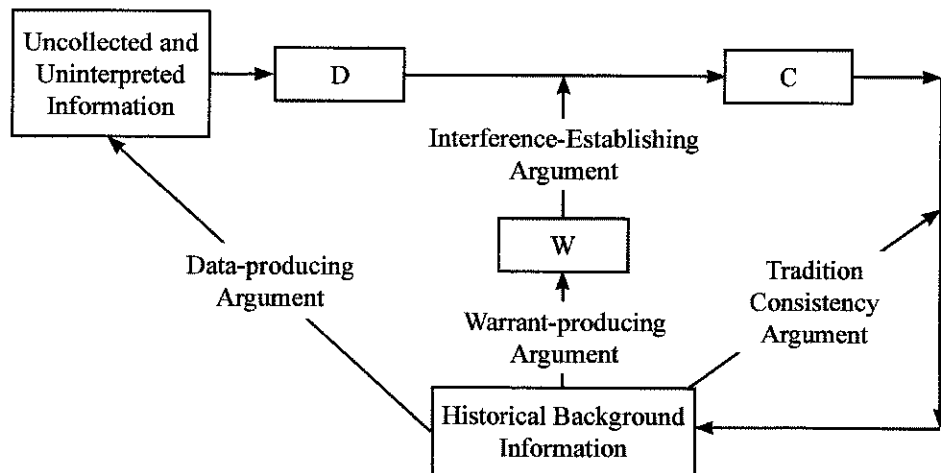 Uncollected and
Uninterpreted
Information
D
C
Interference-Establishing
Argument
W
Data-producing
Argument
Tradition
Consistency
Argument
Warrant-producing
Argument
Historical Background
Information